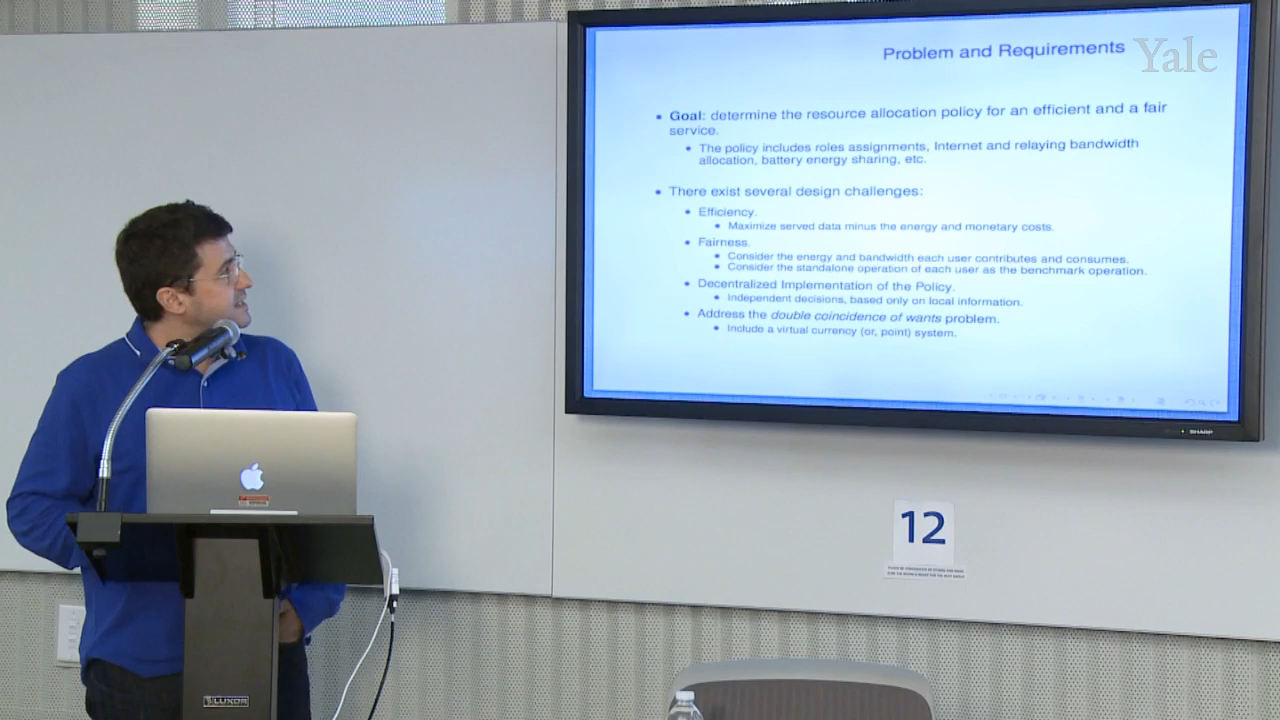 Problem and Requirements
Yale
• Goal: determine the resource allocation policy for an efficient and a fair
service.
• The policy includes roles assignments, Internet and relaying bandwidth
allocation, battery energy sharing, etc.
• There exist several design challenges:
• Efficiency.
• Maximize served data minus the energy and monetary costs.
• Fairness.
• Consider the energy and bandwidth each user contributes and consumes.
• Consider the standalone operation of each user as the benchmark operation.
• Decentralized Implementation of the Policy.
• Independent decisions, based only on local information.
• Address the double coincidence of wants problem.
• Include a virtual currency (or, point) system.
SHARP
12
LUXOR